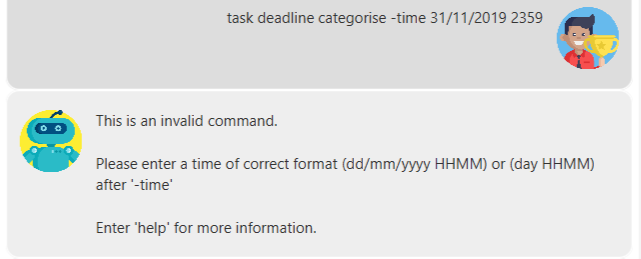 task deadline categorise -time 31/11/2019 2359
This is an invalid command.
Please enter a time of correct format (dd/mm/yyyy HHMM) or (day HHMM)
after '-time'
Enter 'help' for more information.